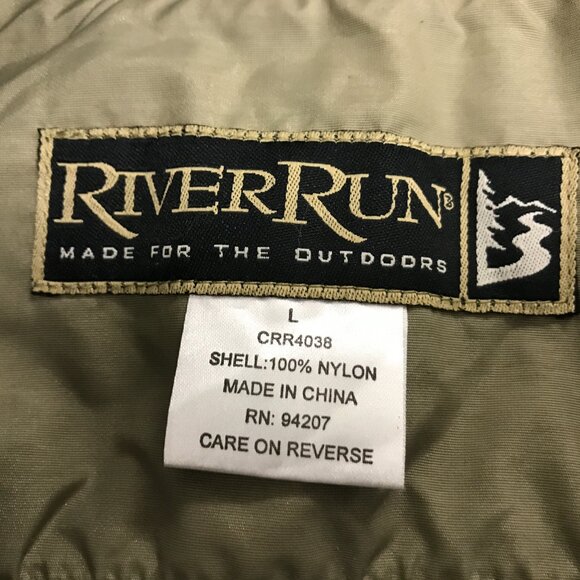 RIVERRUN®
MADE FOR THE OUTDOORS
L
CRR4038
SHELL:100% NYLON
MADE IN CHINA
RN: 94207
CARE ON REVERSE